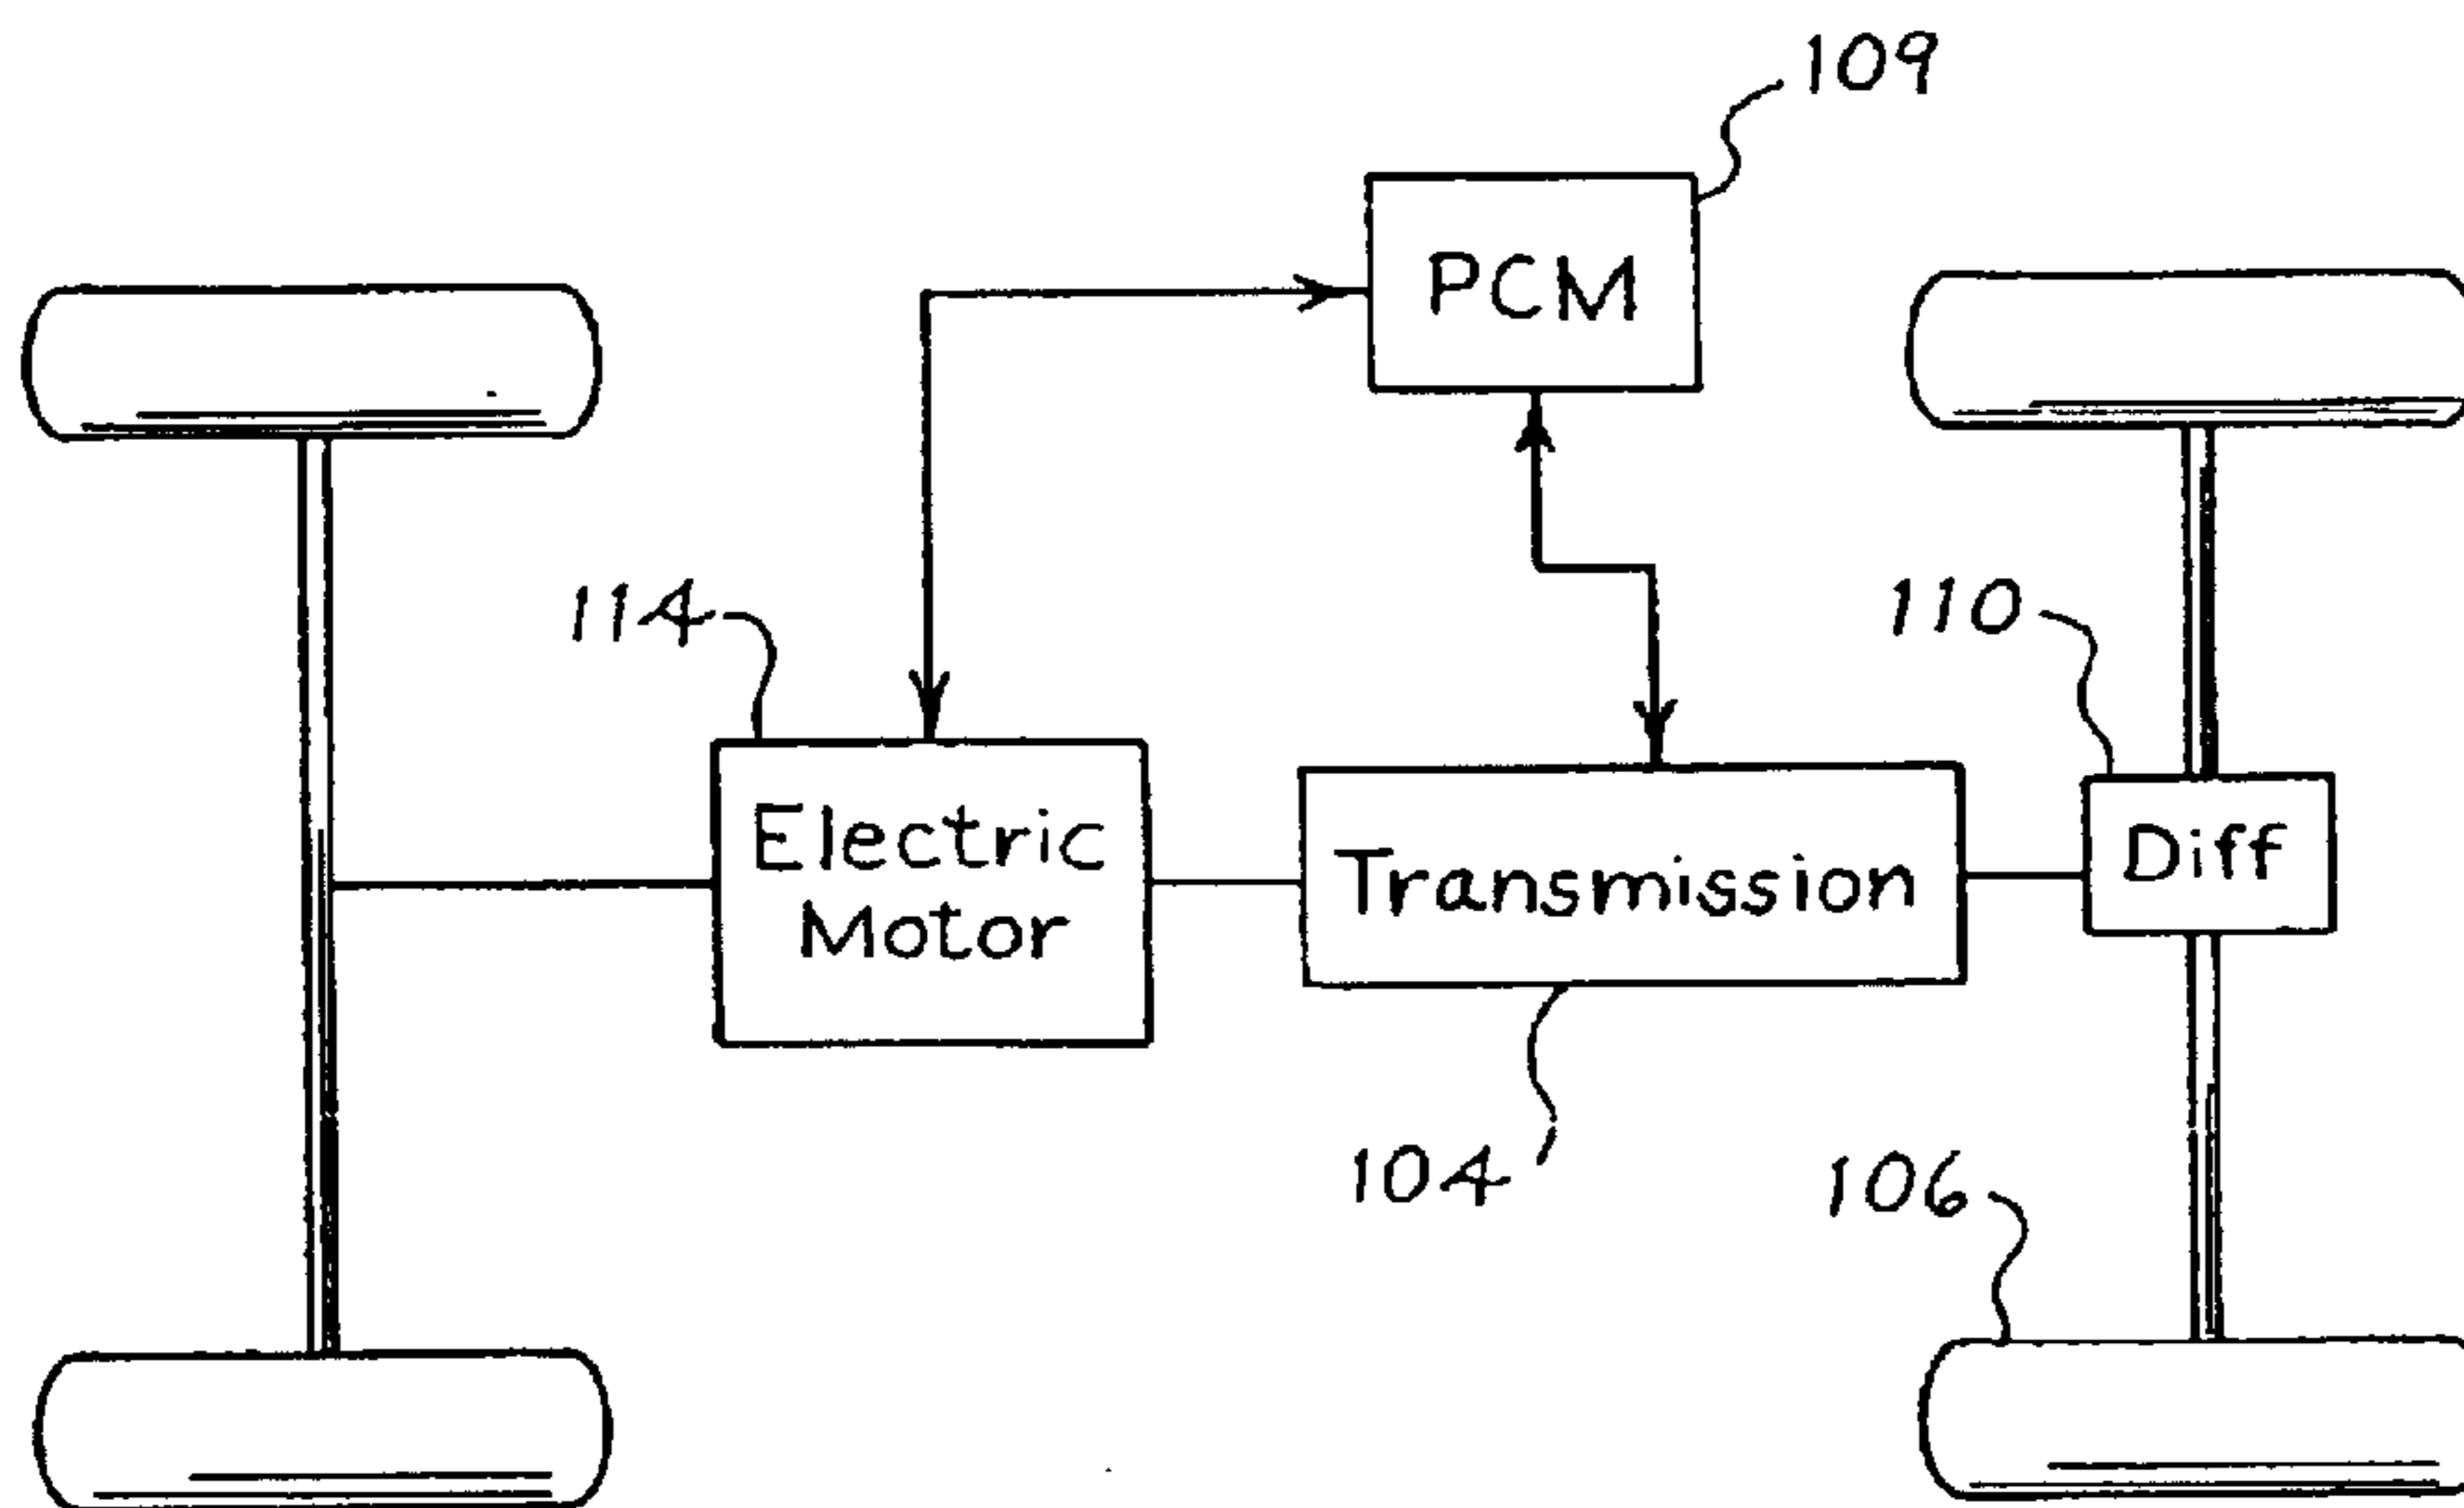 109
PCM
114
110
Electric
Motor
Transmission
Diff
104
106